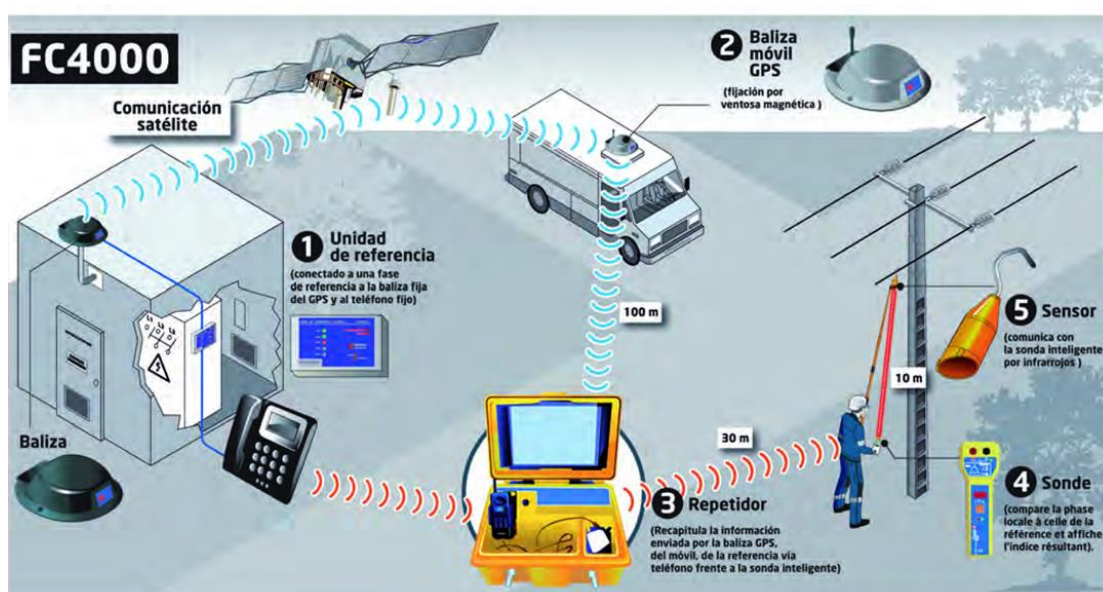 FC4000
Comunicación
satélite
2 Baliza
móvil
GPS
(fijación por
ventosa magnética )
1 Unidad
de referencia
(conectado a una fase
de referencia a la baliza fija
del GPS y al teléfono fijo)
L1 L2 L3
Baliza
100 m
5 Sensor
(comunica con
la sonda inteligente
por infrarrojos )
10 m
30 m
3 Repetidor
(Recapitula la información
enviada por la baliza GPS,
del móvil, de la referencia vía
teléfono frente a la sonda inteligente)
4 Sonde
(compare la phase
locale à celle de la
référence et affiche
l'indice résultant).